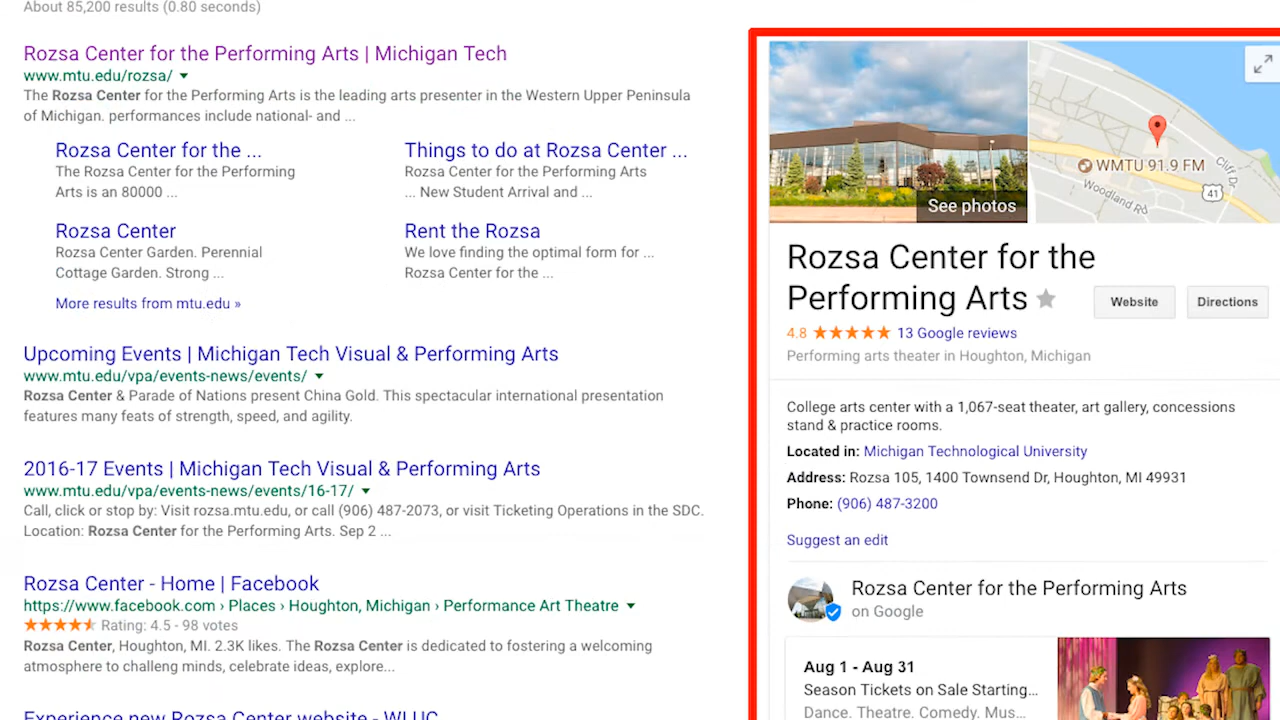 About 85,200 results (0.80 seconds)
Rozsa Center for the Performing Arts | Michigan Tech
www.mtu.edu/rozsa/
The Rozsa Center for the Performing Arts is the leading arts presenter in the Western Upper Peninsula
of Michigan. performances include national- and ...
Rozsa Center for the ...
The Rozsa Center for the Performing
Arts is an 80000 ...
Things to do at Rozsa Center ...
Rozsa Center for the Performing Arts
... New Student Arrival and ...
Rozsa Center
Rozsa Center Garden. Perennial
Cottage Garden. Strong ...
Rent the Rozsa
We love finding the optimal form for ...
Rozsa Center for the ...
More results from mtu.edu »
Upcoming Events | Michigan Tech Visual & Performing Arts
www.mtu.edu/vpa/events-news/events/
Rozsa Center & Parade of Nations present China Gold. This spectacular international presentation
features many feats of strength, speed, and agility.
2016-17 Events | Michigan Tech Visual & Performing Arts
www.mtu.edu/vpa/events-news/events/16-17/
Call, click or stop by: Visit rozsa.mtu.edu, or call (906) 487-2073, or visit Ticketing Operations in the SDC.
Location: Rozsa Center for the Performing Arts. Sep 2 ...
Rozsa Center - Home | Facebook
https://www.facebook.com › Places › Houghton, Michigan › Performance Art Theatre
Rating: 4.5 - 98 votes
Rozsa Center, Houghton, MI. 2.3K likes. The Rozsa Center is dedicated to fostering a welcoming
atmosphere to challeng minds, celebrate ideas, explore...
Experience new Rozsa Center website - WLUC
See photos
WMTU 91.9 FM
Cliff Dr.
Woodland Rd
41
Rozsa Center for the
Performing Arts
Website
Directions
4.8
13 Google reviews
Performing arts theater in Houghton, Michigan
College arts center with a 1,067-seat theater, art gallery, concessions
stand & practice rooms.
Located in: Michigan Technological University
Address: Rozsa 105, 1400 Townsend Dr, Houghton, MI 49931
Phone: (906) 487-3200
Suggest an edit
Rozsa Center for the Performing Arts
on Google
Aug 1 - Aug 31
Season Tickets on Sale Starting...
Dance. Theatre. Comedy. Mus...